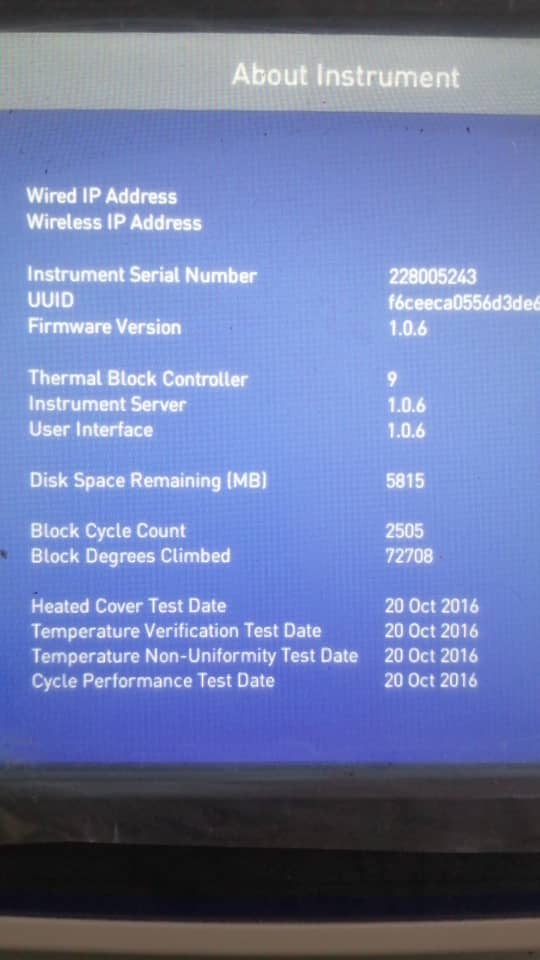 About Instrument
Wired IP Address
Wireless IP Address
Instrument Serial Number 228005243
UUID f6ceeca0556d3de6
Firmware Version 1.0.6
Thermal Block Controller 9
Instrument Server 1.0.6
User Interface 1.0.6
Disk Space Remaining (MB) 5815
Block Cycle Count 2505
Block Degrees Climbed 72708
Heated Cover Test Date 20 Oct 2016
Temperature Verification Test Date 20 Oct 2016
Temperature Non-Uniformity Test Date 20 Oct 2016
Cycle Performance Test Date 20 Oct 2016